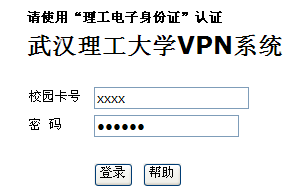 请使用“理工电子身份证”认证
武汉理工大学VPN系统
校园卡号 xxxx
密 码 ●●●●●●
登录 帮助